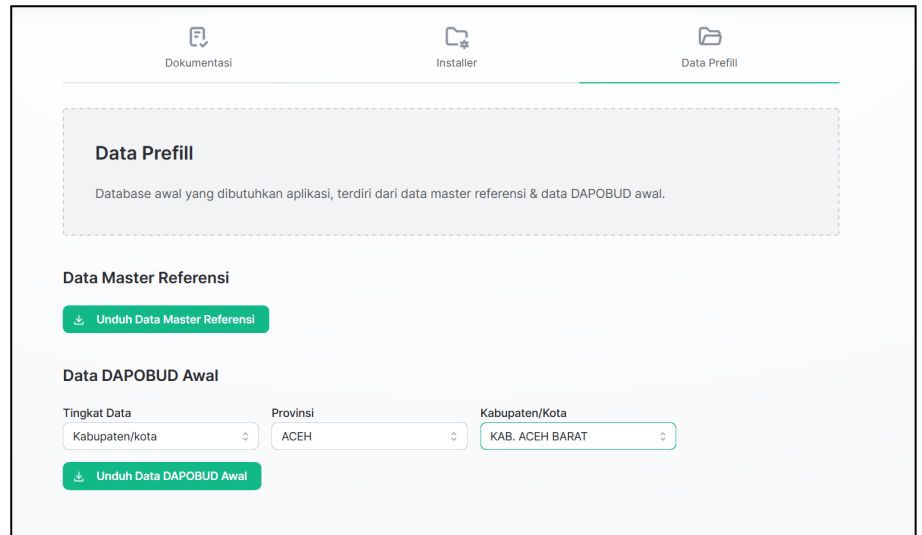 Dokumentasi
Installer
Data Prefill
Data Prefill
Database awal yang dibutuhkan aplikasi, terdiri dari data master referensi & data DAPOBUD awal.
Data Master Referensi
Unduh Data Master Referensi
Data DAPOBUD Awal
Tingkat Data
Provinsi
Kabupaten/Kota
Kabupaten/kota
ACEH
KAB. ACEH BARAT
Unduh Data DAPOBUD Awal